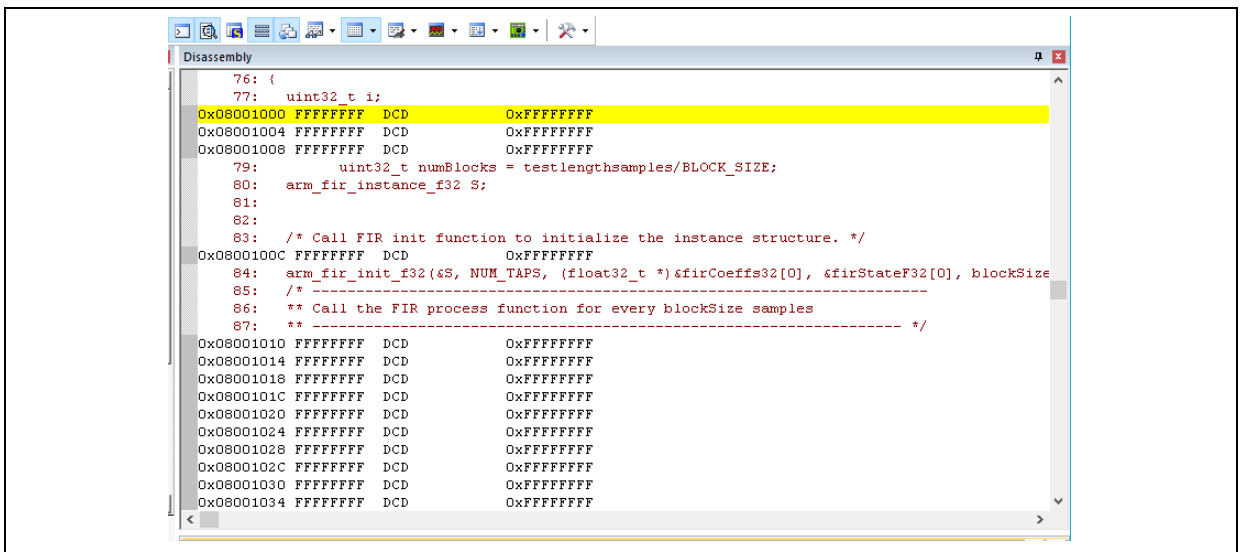 Disassembly
76: {
77: uint32_t i;
0x08001000 FFFFFFFF DCD 0xFFFFFFFF
0x08001004 FFFFFFFF DCD 0xFFFFFFFF
0x08001008 FFFFFFFF DCD 0xFFFFFFFF
79: uint32_t numBlocks = testlengthsamples/BLOCK_SIZE;
80: arm_fir_instance_f32 S;
81:
82:
83: /* Call FIR init function to initialize the instance structure. */
0x0800100C FFFFFFFF DCD 0xFFFFFFFF
84: arm_fir_init_f32(&S, NUM_TAPS, (float32_t *)&firCoeffs32[0], &firStateF32[0], blockSize
85: /* ----------------------------------------------------------------------
86: ** Call the FIR process function for every blockSize samples
87: ** ------------------------------------------------------------------- */
0x08001010 FFFFFFFF DCD 0xFFFFFFFF
0x08001014 FFFFFFFF DCD 0xFFFFFFFF
0x08001018 FFFFFFFF DCD 0xFFFFFFFF
0x0800101C FFFFFFFF DCD 0xFFFFFFFF
0x08001020 FFFFFFFF DCD 0xFFFFFFFF
0x08001024 FFFFFFFF DCD 0xFFFFFFFF
0x08001028 FFFFFFFF DCD 0xFFFFFFFF
0x0800102C FFFFFFFF DCD 0xFFFFFFFF
0x08001030 FFFFFFFF DCD 0xFFFFFFFF
0x08001034 FFFFFFFF DCD 0xFFFFFFFF